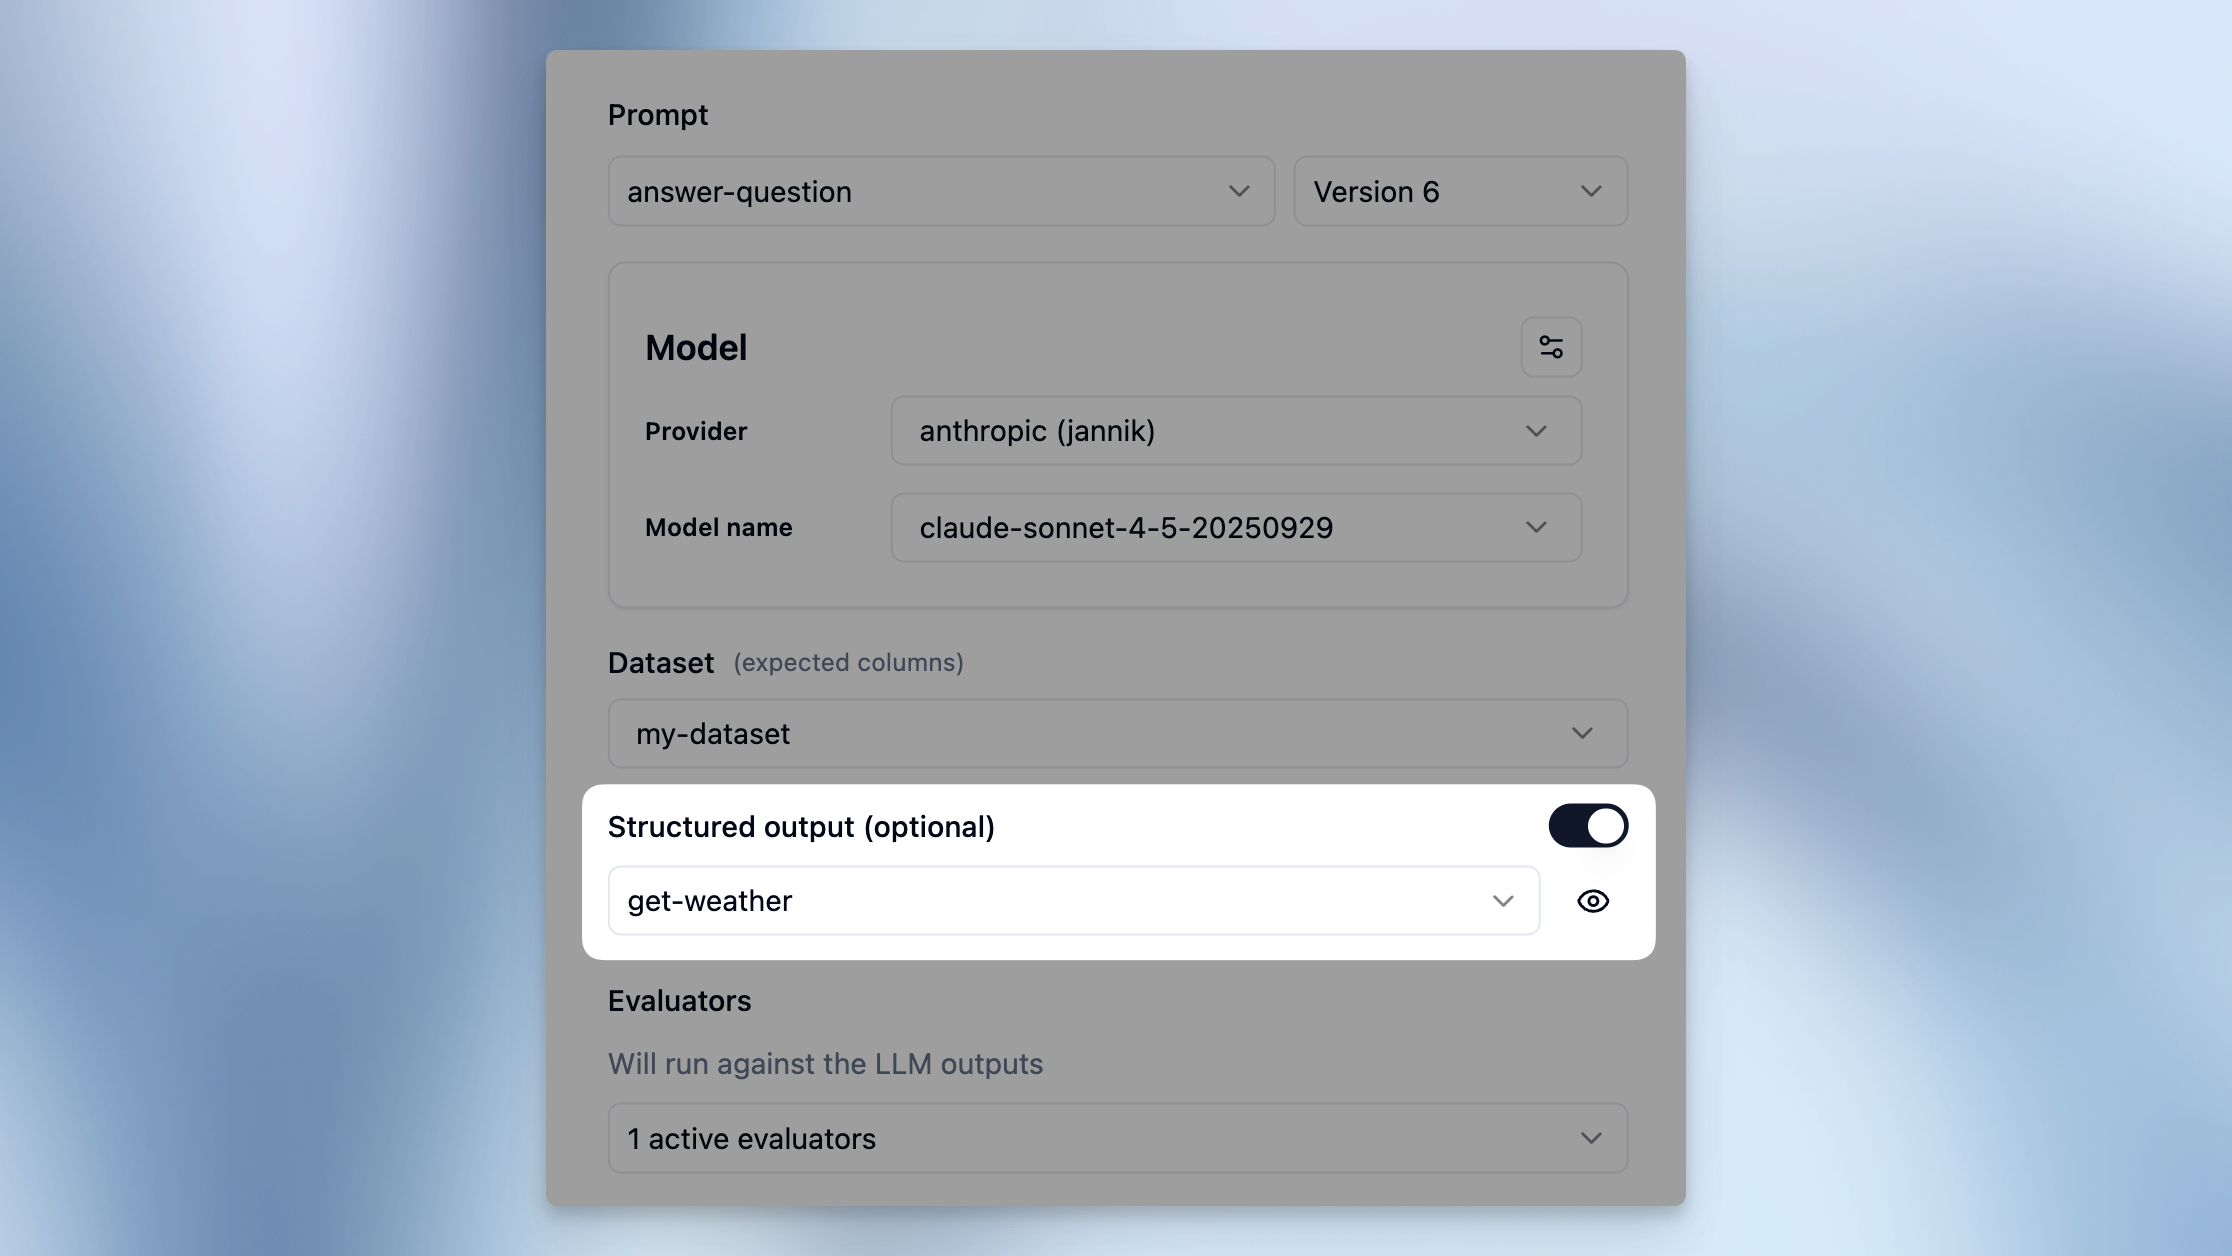 Prompt
answer-question
Version 6
Model
Provider
anthropic (jannik)
Model name
claude-sonnet-4-5-20250929
Dataset (expected columns)
my-dataset
Structured output (optional)
get-weather
Evaluators
Will run against the LLM outputs
1 active evaluators